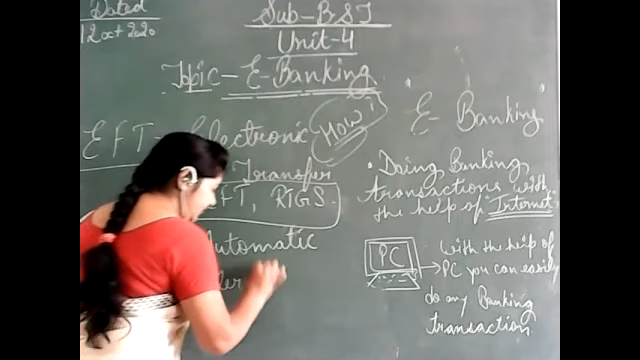 Dated
12 Oct 2020
Sub-BST
Unit-4
Topic - E-Banking
EFT - Electronic
How?
Transfer
EFT, RTGS.
Automatic
ler
E- Banking
• Doing Banking
transactions with
the help of "Internet"
PC
With the help of
PC you can easily
do any Banking
Transaction.